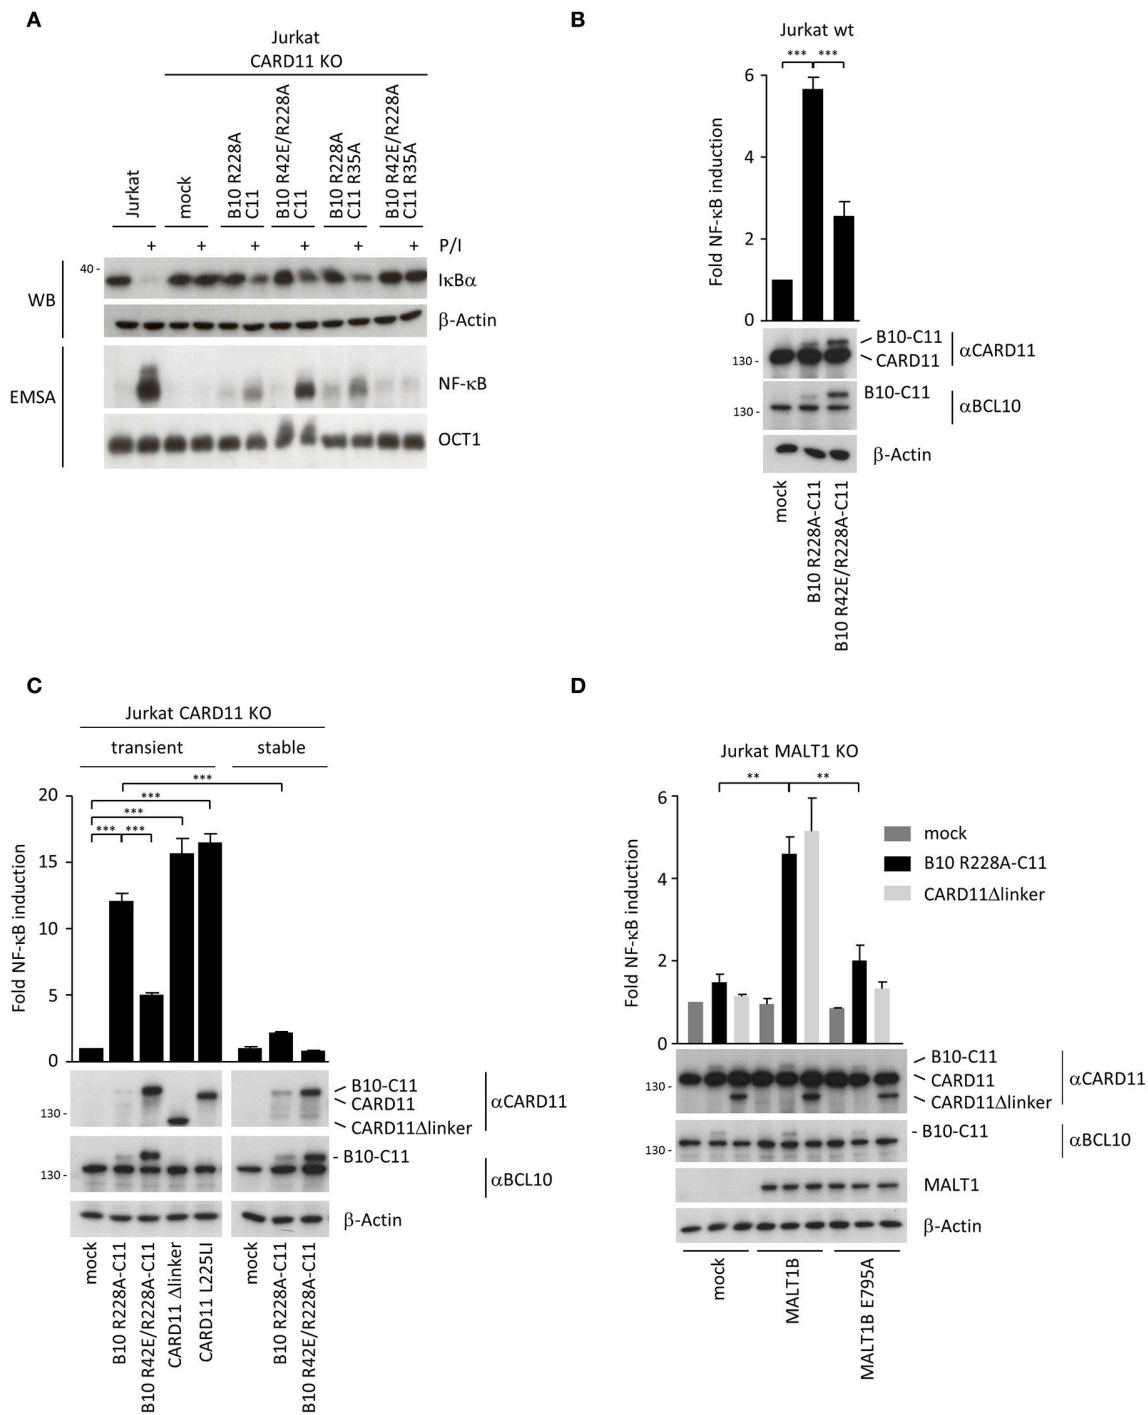 A
Jurkat
CARD11 KO
Jurkat
mock
B10 R228A
C11
B10 R42E/R228A
C11
B10 R228A
C11 R35A
B10 R42E/R228A
C11 R35A
+ + + + + + P/I
WB
40 -
IκBα
β-Actin
EMSA
NF-κB
OCT1
B
Jurkat wt
*** ***
Fold NF-κB induction
6
4
2
0
B10-C11
CARD11
αCARD11
130 -
B10-C11
αBCL10
130 -
β-Actin
mock
B10 R228A-C11
B10 R42E/R228A-C11
C
Jurkat CARD11 KO
transient stable
***
***
***
*** ***
Fold NF-κB induction
20
15
10
5
0
B10-C11
CARD11
CARD11Δlinker
αCARD11
130 -
- B10-C11
αBCL10
130 -
β-Actin
mock
B10 R228A-C11
B10 R42E/R228A-C11
CARD11 Δlinker
CARD11 L225LI
mock
B10 R228A-C11
B10 R42E/R228A-C11
D
Jurkat MALT1 KO
** **
Fold NF-κB induction
6
4
2
0
mock
B10 R228A-C11
CARD11Δlinker
B10-C11
CARD11
CARD11Δlinker
αCARD11
130 -
- B10-C11
αBCL10
130 -
MALT1
β-Actin
mock
MALT1B
MALT1B E795A